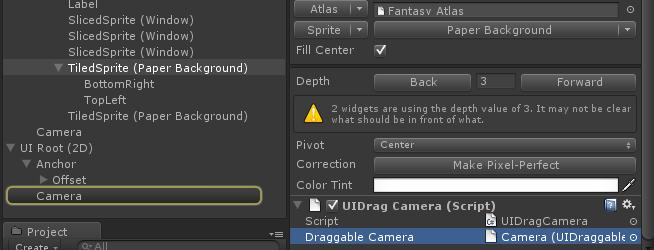 Label
SlicedSprite (Window)
SlicedSprite (Window)
SlicedSprite (Window)
TiledSprite (Paper Background)
BottomRight
TopLeft
TiledSprite (Paper Background)
Camera
UI Root (2D)
Anchor
Offset
Camera
Project
Create
All
Atlas
Fantasy Atlas
Sprite
Paper Background
Fill Center
Depth
Back
3
Forward
2 widgets are using the depth value of 3. It may not be clear
what should be in front of what.
Pivot
Center
Correction
Make Pixel-Perfect
Color Tint
UIDrag Camera (Script)
Script
UIDragCamera
Draggable Camera
Camera (UIDraggable